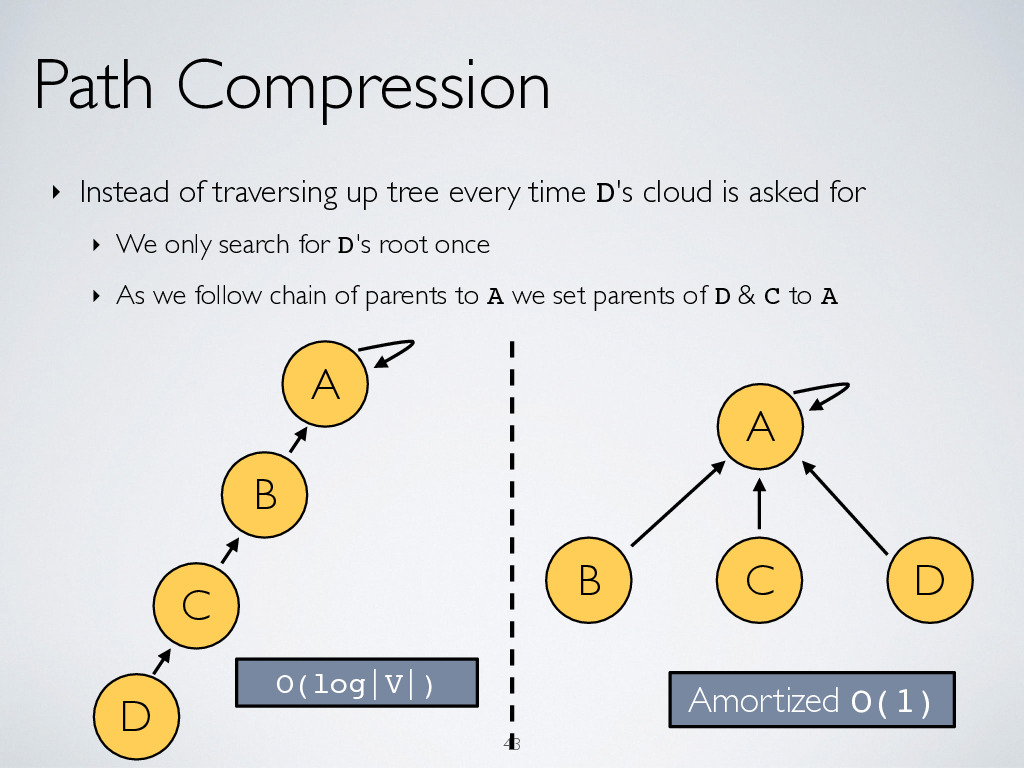 Path Compression
‣ Instead of traversing up tree every time D's cloud is asked for
‣ We only search for D's root once
‣ As we follow chain of parents to A we set parents of D & C to A
A
B
C
D
O(log|V|)
A
B
C
D
Amortized O(1)
43